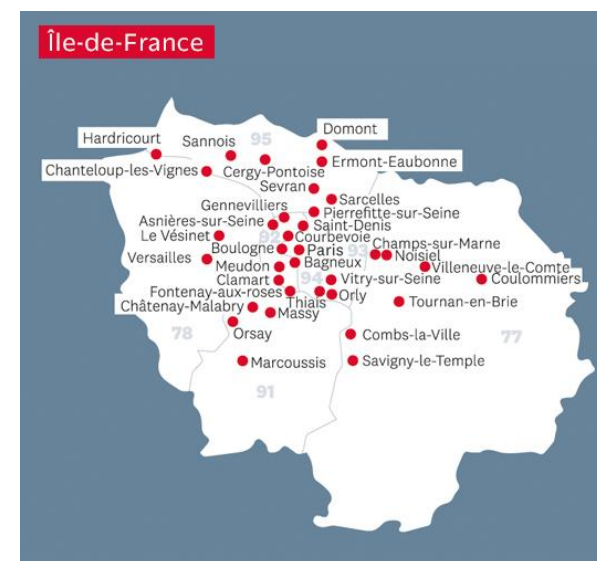 Île-de-France
Domont
Hardricourt
Sannois
95
Ermont-Eaubonne
Chanteloup-les-Vignes
Cergy-Pontoise
Sevran
Sarcelles
Gennevilliers
Pierrefitte-sur-Seine
Asnières-sur-Seine
Saint-Denis
Le Vésinet
92
Courbevoie
93
Champs-sur-Marne
Boulogne
Paris
Noisiel
Versailles
Bagneux
Villeneuve-le-Comte
Meudon
94
Vitry-sur-Seine
Coulommiers
Clamart
Fontenay-aux-roses
Thiais
Orly
Tournan-en-Brie
Châtenay-Malabry
Massy
78
Orsay
Combs-la-Ville
77
Marcoussis
Savigny-le-Temple
91